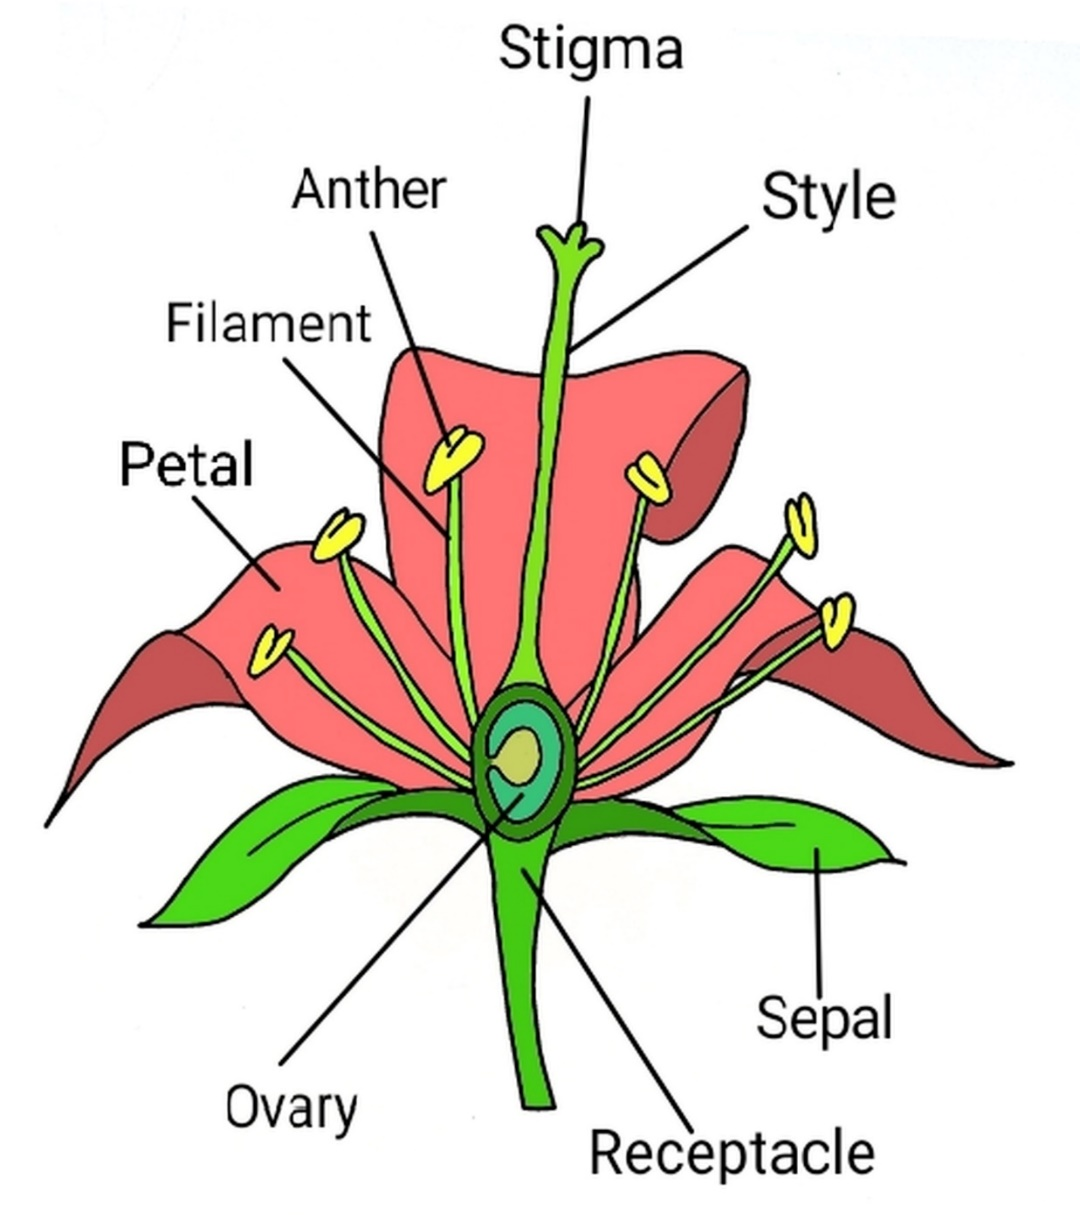 Stigma
Anther
Style
Filament
Petal
Sepal
Ovary
Receptacle